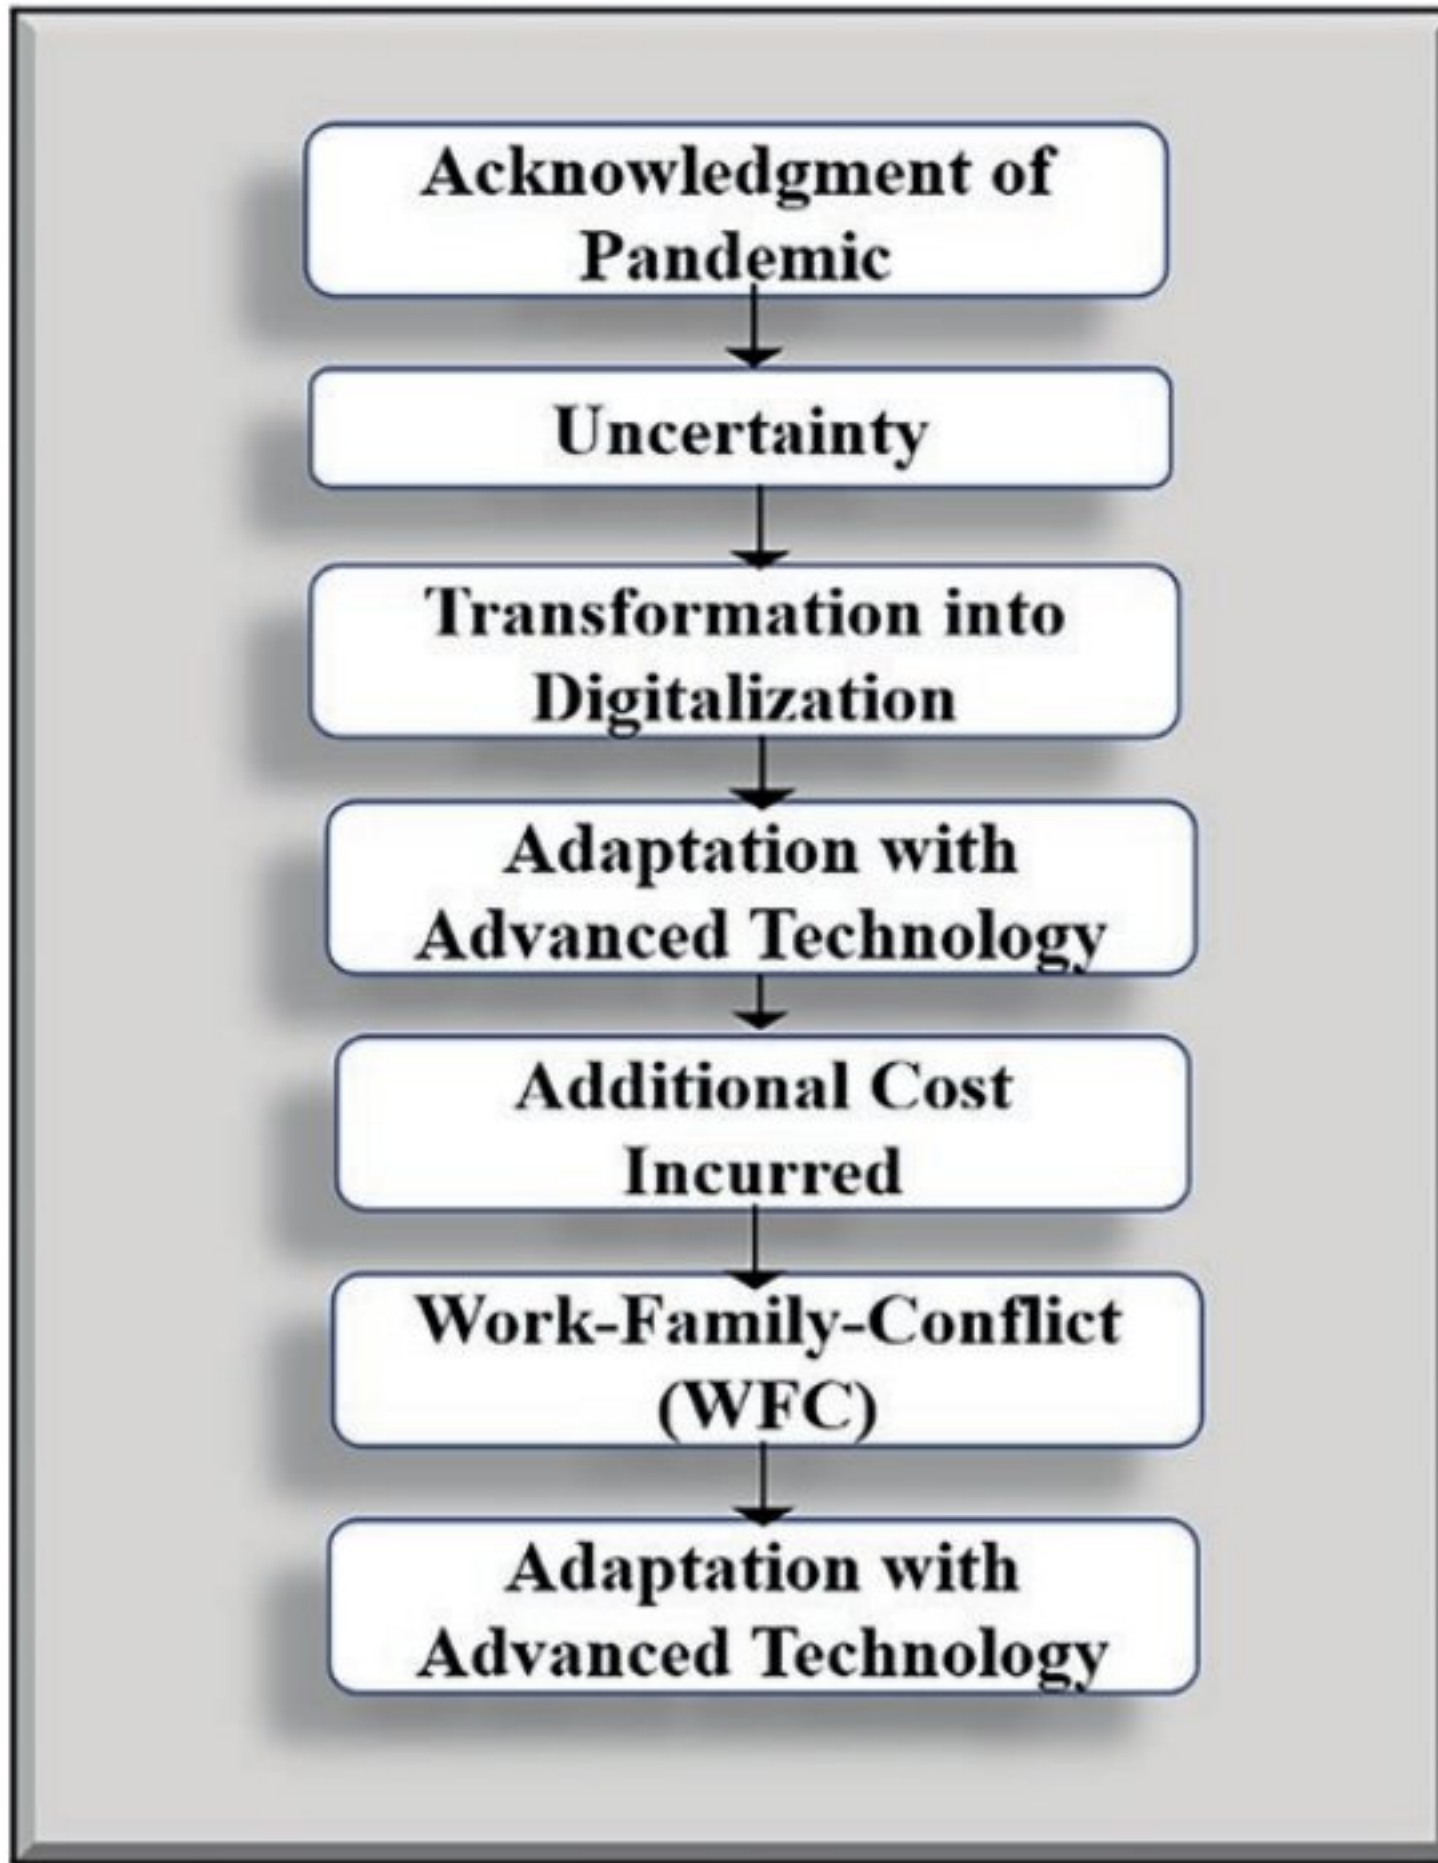 Acknowledgment of
Pandemic
Uncertainty
Transformation into
Digitalization
Adaptation with
Advanced Technology
Additional Cost
Incurred
Work-Family-Conflict
(WFC)
Adaptation with
Advanced Technology